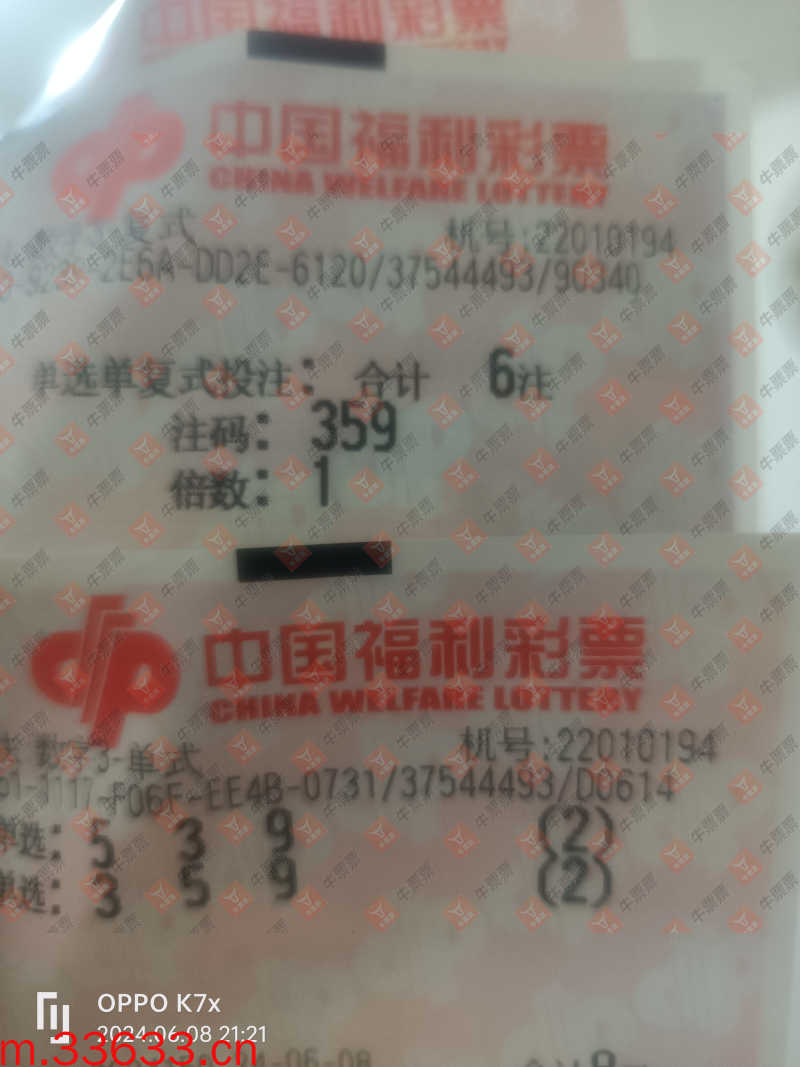 中国福利彩票
CHINA WELFARE LOTTERY
复式 机号:22010194
2E6A-DD2E-6120/37544493/90340
单选单复式投注: 合计 6注
注码: 359
倍数: 1
中国福利彩票
CHINA WELFARE LOTTERY
数字3-单式 机号:22010194
1117-F06F-EE4B-0731/37544493/D0614
单选: 5 3 9 (2)
单选: 3 5 9 (2)
OPPO K7x
2024.06.08 21:21
m.33633.cn
牛票票